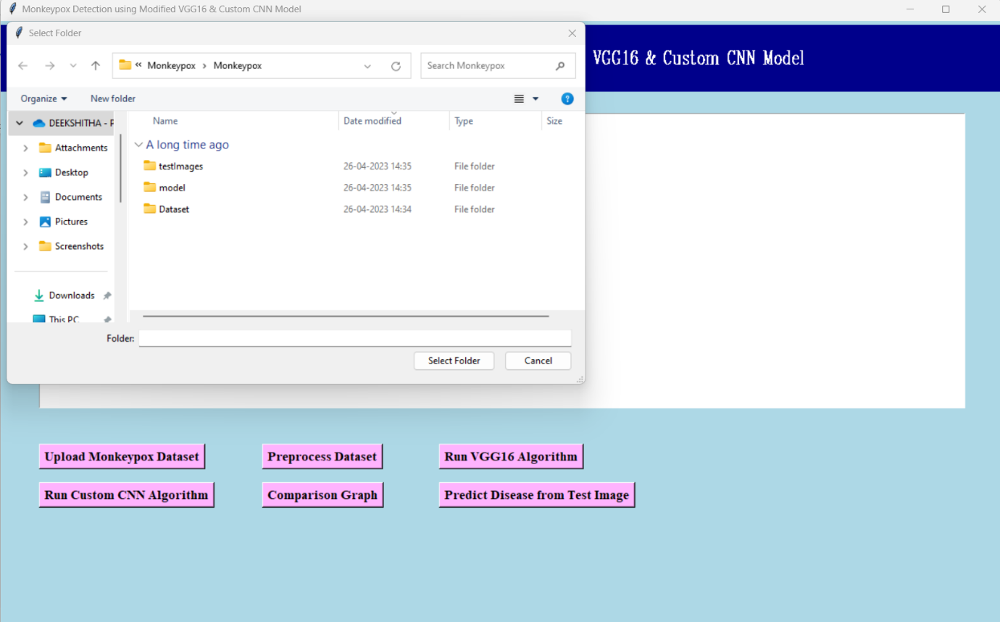 Monkeypox Detection using Modified VGG16 & Custom CNN Model
Select Folder
VGG16 & Custom CNN Model
« Monkeypox › Monkeypox
Search Monkeypox
Organize
New folder
?
DEEKSHITHA - P
Attachments
Desktop
Documents
Pictures
Screenshots
Downloads
This PC
Name Date modified Type Size
A long time ago
testImages 26-04-2023 14:35 File folder
model 26-04-2023 14:35 File folder
Dataset 26-04-2023 14:34 File folder
Folder:
Select Folder Cancel
Upload Monkeypox Dataset Preprocess Dataset Run VGG16 Algorithm
Run Custom CNN Algorithm Comparison Graph Predict Disease from Test Image